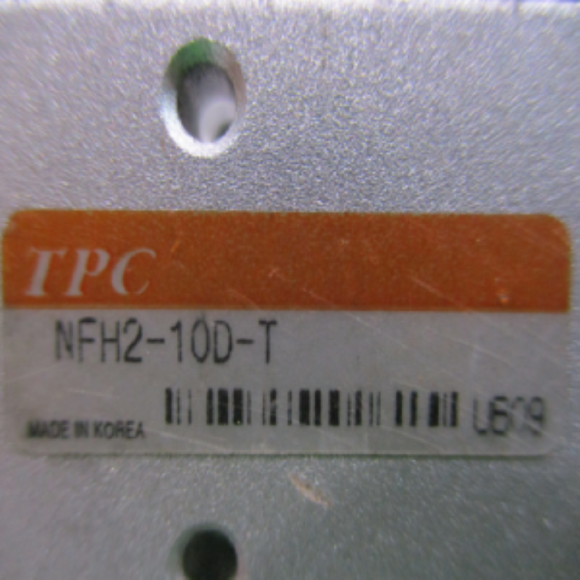 TPC
NFH2-10D-T
MADE IN KOREA
U609